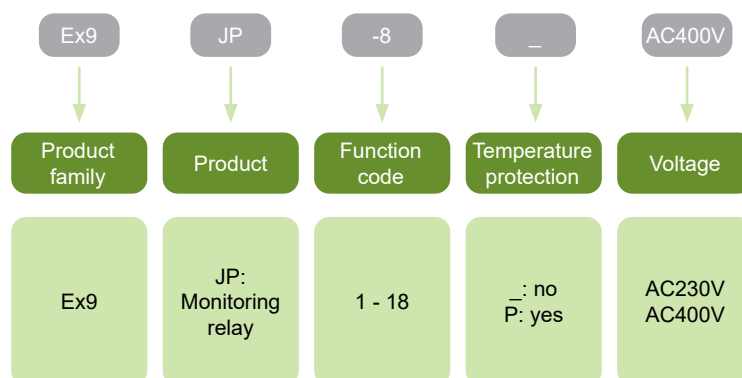 Ex9
JP
-8
_
AC400V
Product
family
Product
Function
code
Temperature
protection
Voltage
Ex9
JP:
Monitoring
relay
1 - 18
_: no
P: yes
AC230V
AC400V